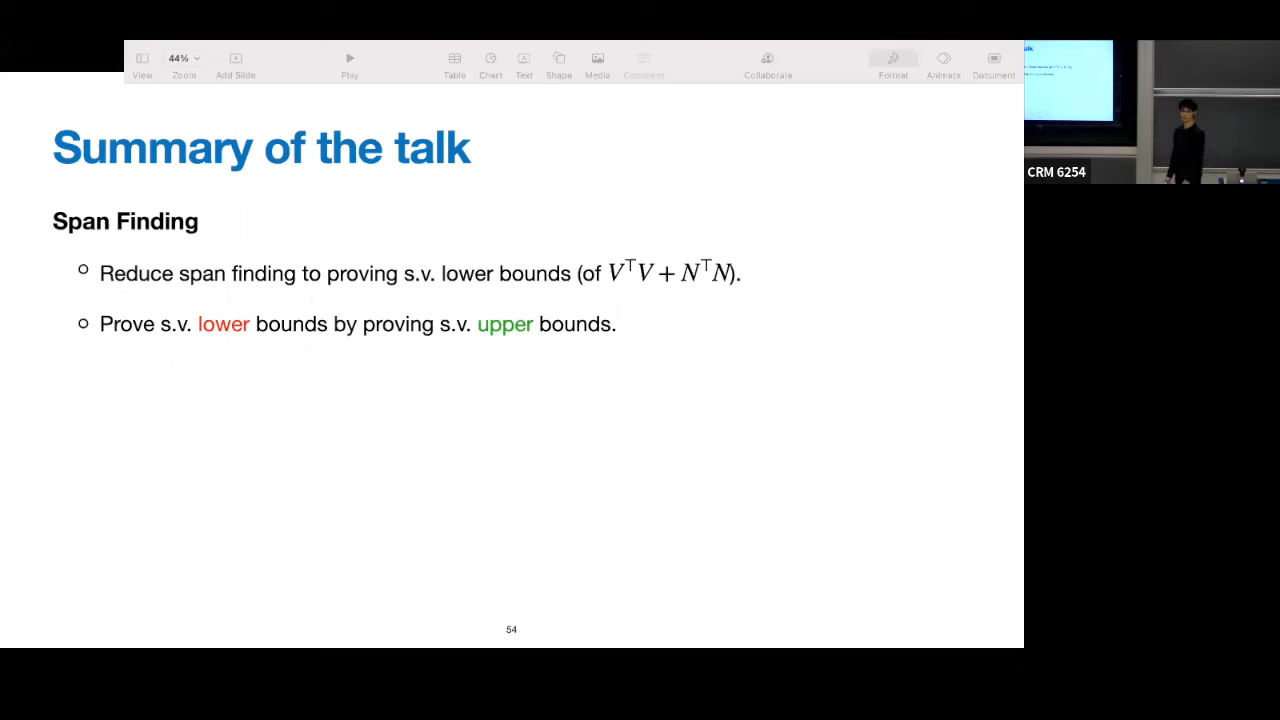 44%
View Zoom Add Slide Play Table Chart Text Shape Media Comment Collaborate Format Animate Document
Summary of the talk
Span Finding
Reduce span finding to proving s.v. lower bounds (of V⊤V + N⊤N).
Prove s.v. lower bounds by proving s.v. upper bounds.
54
alk
CRM 6254